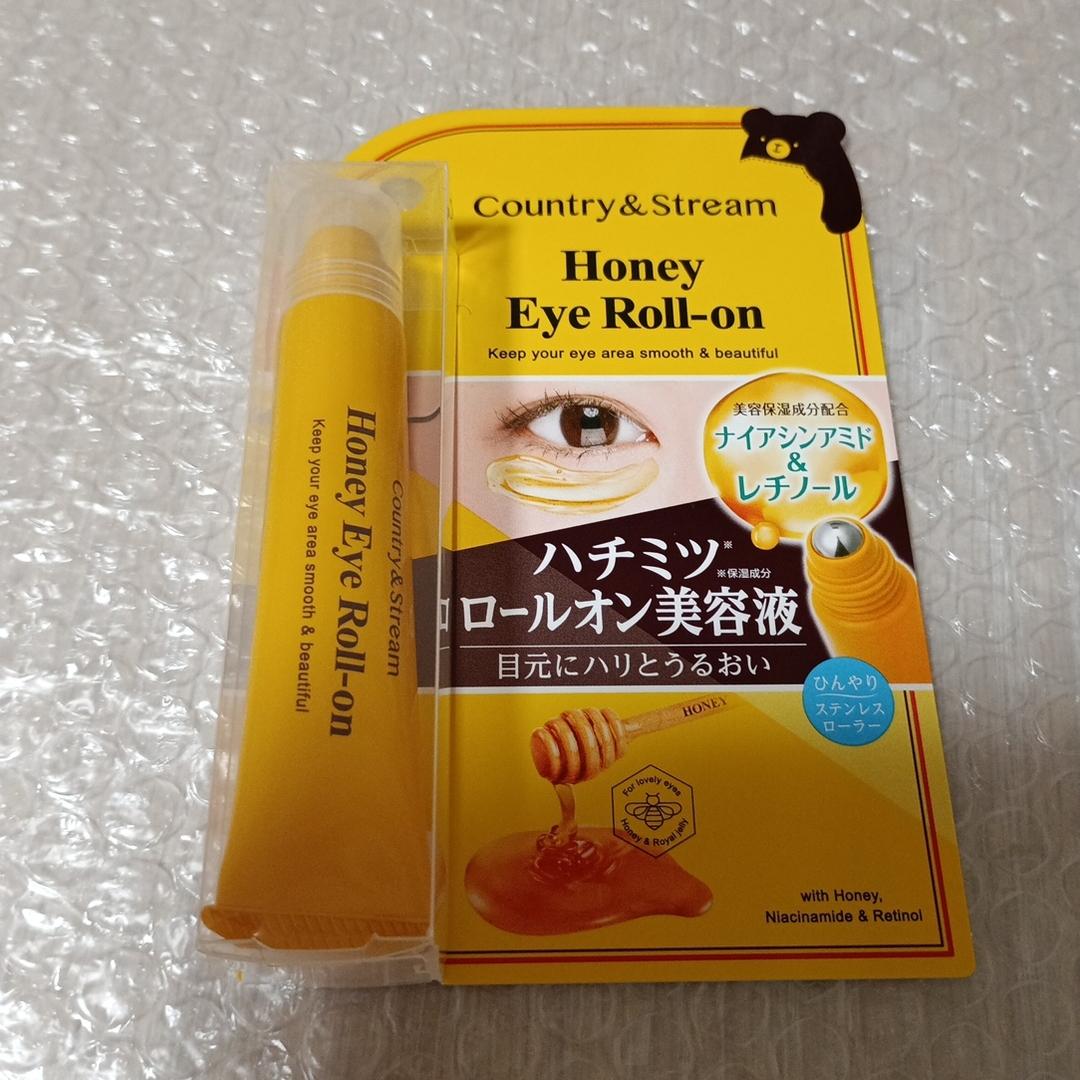 Country & Stream
Honey
Eye Roll-on
Keep your eye area smooth & beautiful
美容保湿成分配合
ナイアシンアミド
&
レチノール
ハチミツ※
※保湿成分
ロールオン美容液
目元にハリとうるおい
ひんやり
ステンレス
ローラー
HONEY
For lovely eyes
Honey & Royal jelly
with Honey,
Niacinamide & Retinol
Country & Stream
Honey Eye Roll-on
Keep your eye area smooth & beautiful